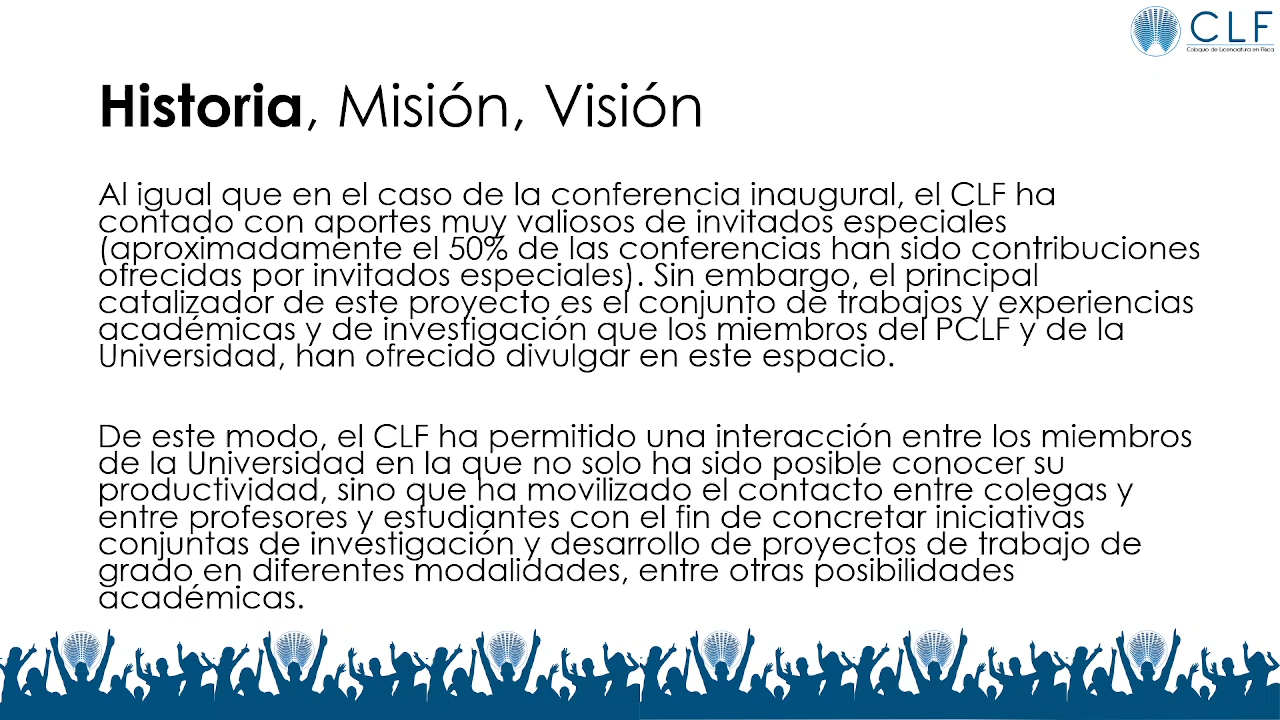 CLF
Coloquio de Licenciatura en Física
Historia, Misión, Visión
Al igual que en el caso de la conferencia inaugural, el CLF ha
contado con aportes muy valiosos de invitados especiales
(aproximadamente el 50% de las conferencias han sido contribuciones
ofrecidas por invitados especiales). Sin embargo, el principal
catalizador de este proyecto es el conjunto de trabajos y experiencias
académicas y de investigación que los miembros del PCLF y de la
Universidad, han ofrecido divulgar en este espacio.
De este modo, el CLF ha permitido una interacción entre los miembros
de la Universidad en la que no solo ha sido posible conocer su
productividad, sino que ha movilizado el contacto entre colegas y
entre profesores y estudiantes con el fin de concretar iniciativas
conjuntas de investigación y desarrollo de proyectos de trabajo de
grado en diferentes modalidades, entre otras posibilidades
académicas.